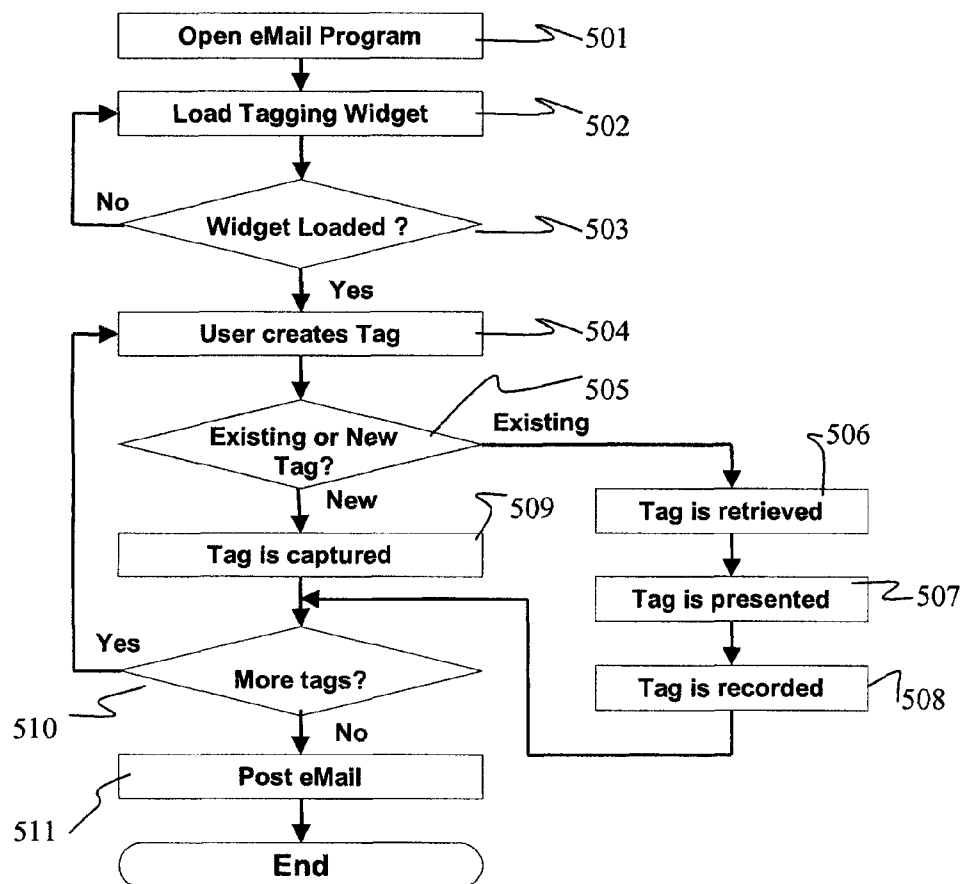 Open eMail Program
501
Load Tagging Widget
502
No
Widget Loaded ?
503
Yes
User creates Tag
504
505
Existing or New
Tag?
Existing
506
New
509
Tag is retrieved
Tag is captured
Tag is presented
507
Yes
More tags?
Tag is recorded
508
510
No
Post eMail
511
End